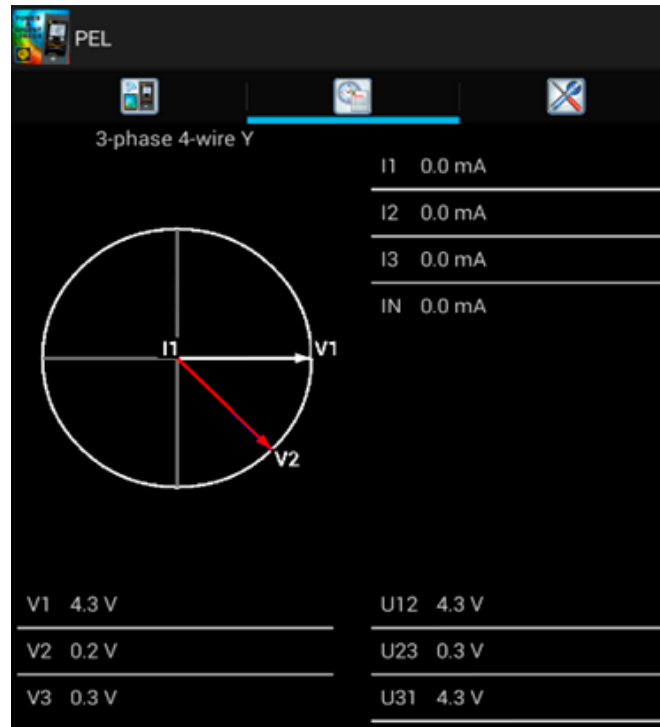 PEL
3-phase 4-wire Y
I1 0.0 mA
I2 0.0 mA
I3 0.0 mA
IN 0.0 mA
I1
V1
V2
V1 4.3 V
V2 0.2 V
V3 0.3 V
U12 4.3 V
U23 0.3 V
U31 4.3 V